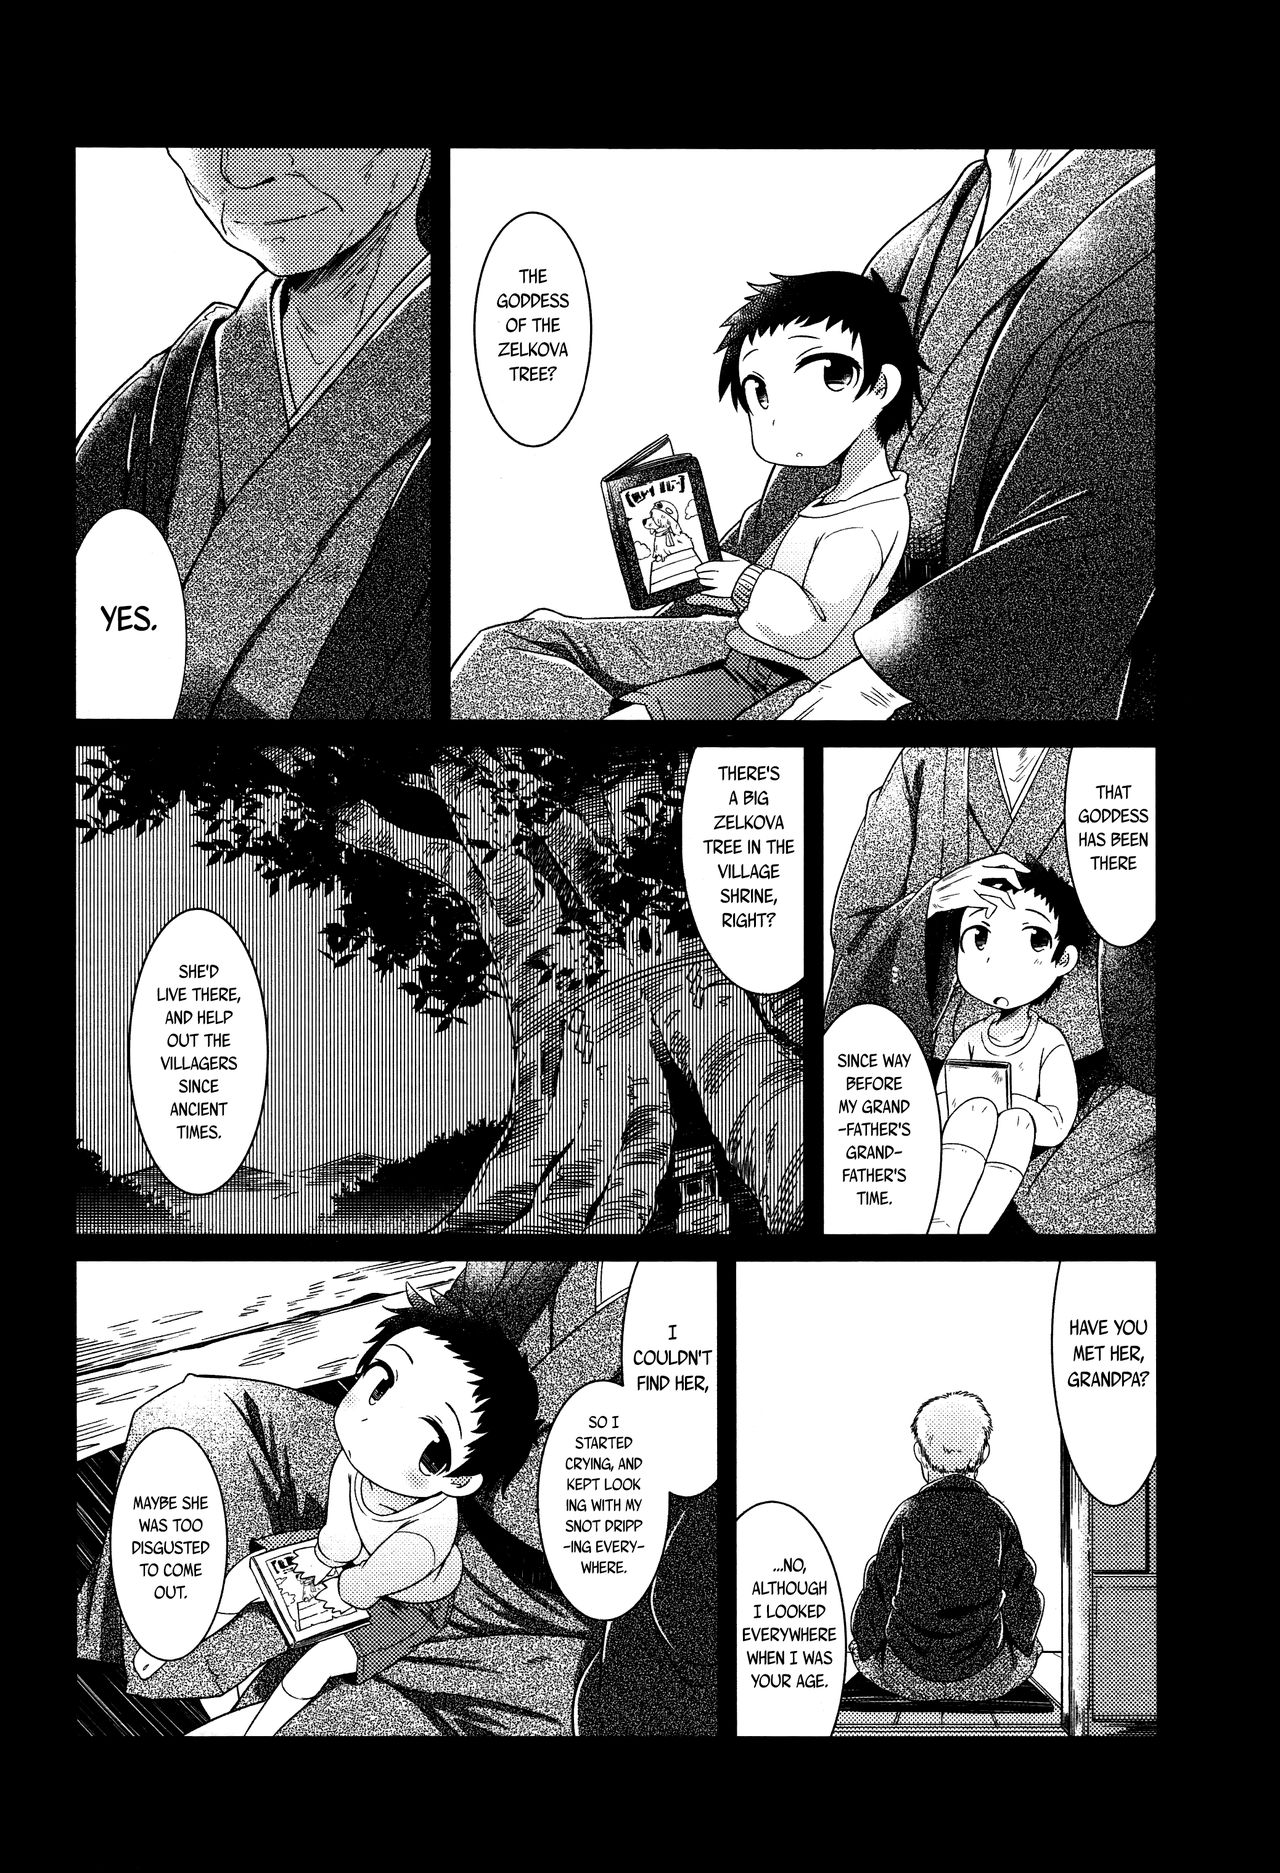 THE
GODDESS
OF THE
ZELKOVA
TREE?
YES.
THAT
GODDESS
HAS BEEN
THERE
SINCE WAY
BEFORE
MY GRAND
-FATHER'S
GRAND-
FATHER'S
TIME.
THERE'S
A BIG
ZELKOVA
TREE IN THE
VILLAGE
SHRINE,
RIGHT?
SHE'D
LIVE THERE,
AND HELP
OUT THE
VILLAGERS
SINCE
ANCIENT
TIMES.
HAVE YOU
MET HER,
GRANDPA?
...NO,
ALTHOUGH
I LOOKED
EVERYWHERE
WHEN I WAS
YOUR AGE.
I
COULDN'T
FIND HER,
SO I
STARTED
CRYING, AND
KEPT LOOK
ING WITH MY
SNOT DRIPP
-ING EVERY-
WHERE.
MAYBE SHE
WAS TOO
DISGUSTED
TO COME
OUT.